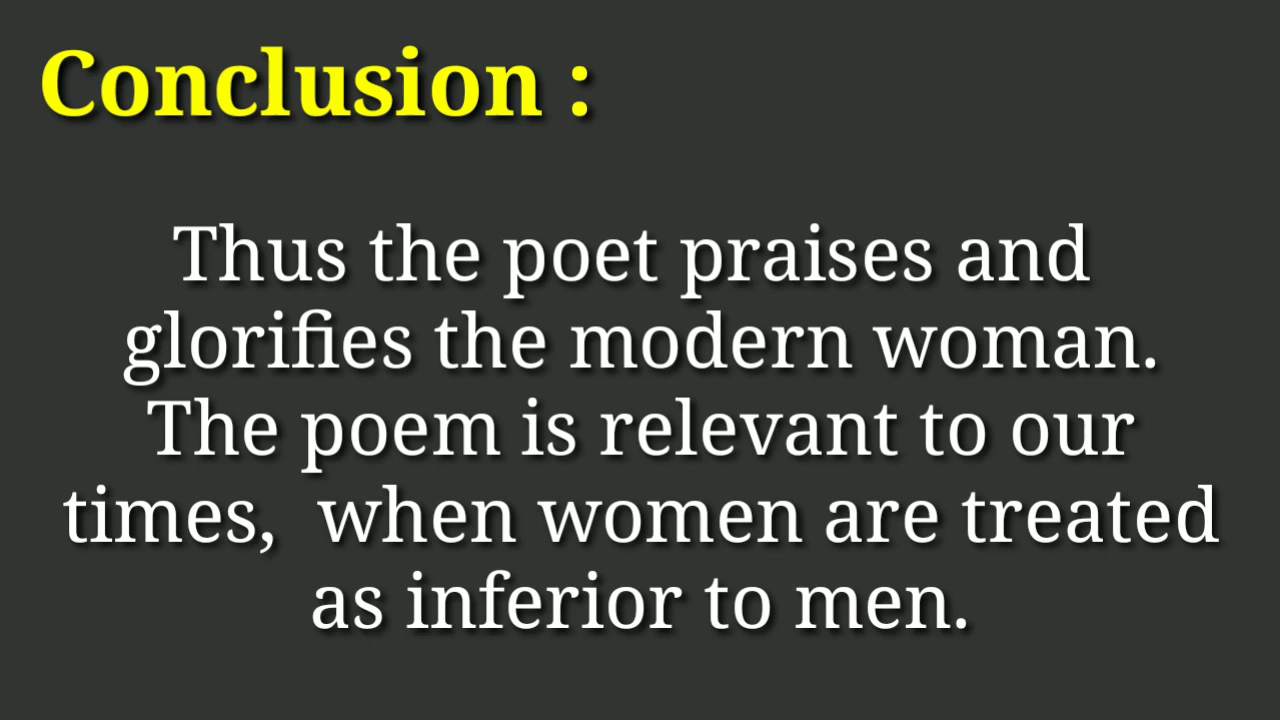 Conclusion :
Thus the poet praises and
glorifies the modern woman.
The poem is relevant to our
times,  when women are treated
as inferior to men.